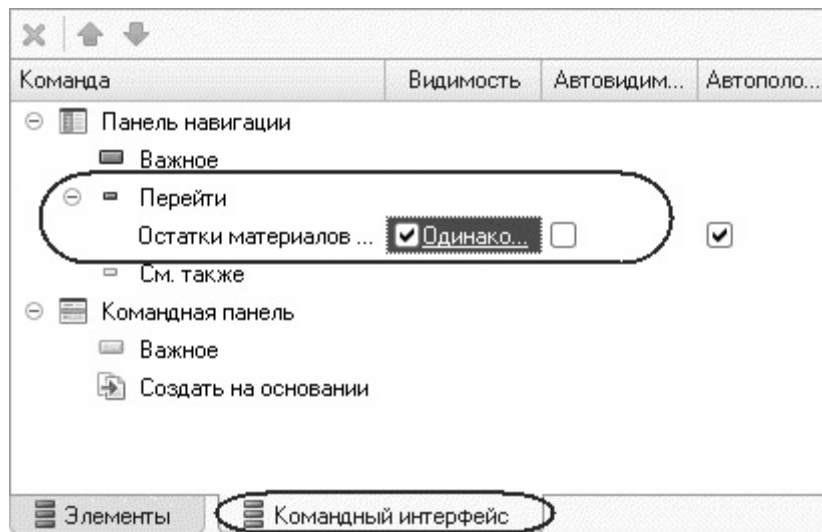 Команда Видимость Автовидим... Автополо...
Панель навигации
Важное
Перейти
Остатки материалов ... Одинако...
См. также
Командная панель
Важное
Создать на основании
Элементы Командный интерфейс